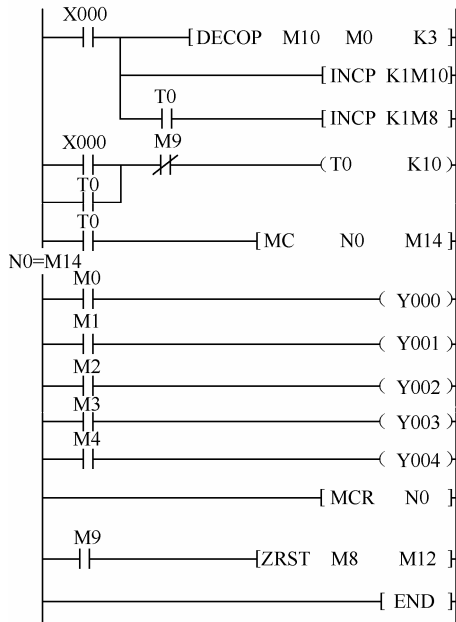 X000
[DECOP M10 M0 K3]
[INCP K1M10]
T0
[INCP K1M8]
X000
M9
(T0 K10)
T0
T0
[MC N0 M14]
N0=M14
M0
(Y000)
M1
(Y001)
M2
(Y002)
M3
(Y003)
M4
(Y004)
[MCR N0]
M9
[ZRST M8 M12]
[END]